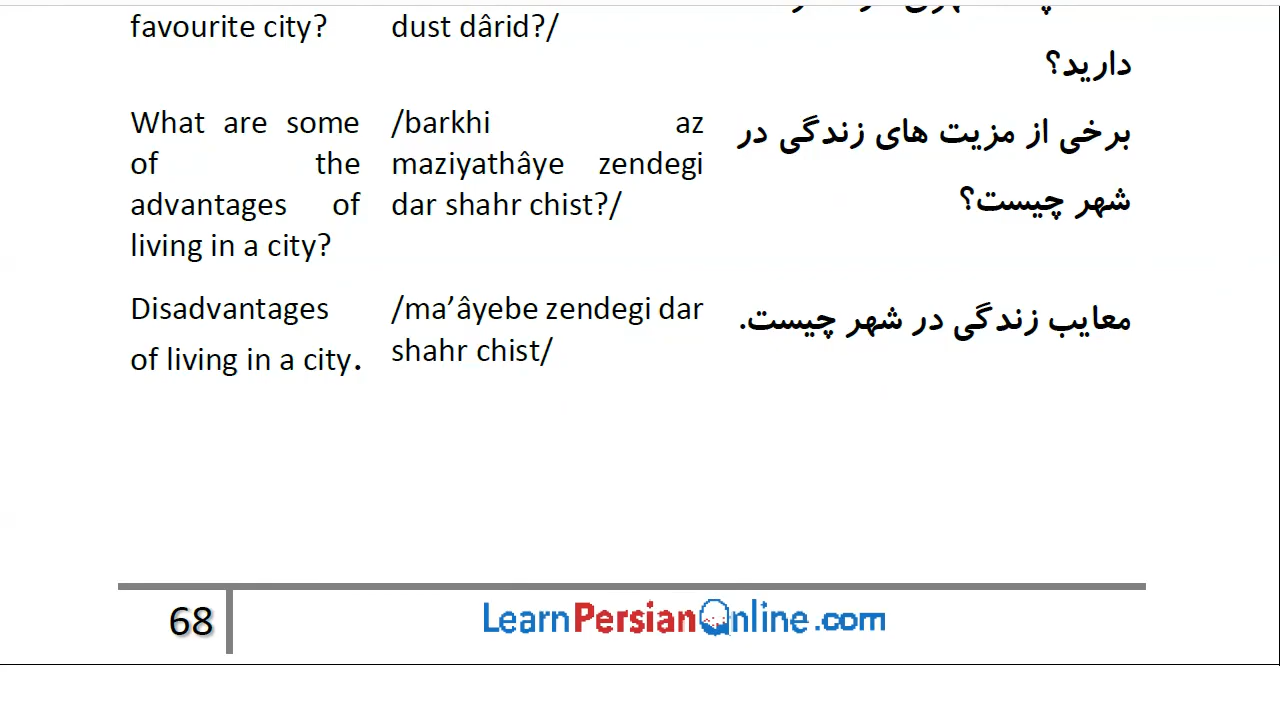 favourite city?
dust dârid?/
دارید؟
What are some
of the
advantages of
living in a city?
/barkhi az
maziyathâye zendegi
dar shahr chist?/
برخی از مزیت های زندگی در
شهر چیست؟
Disadvantages
of living in a city.
/ma’âyebe zendegi dar
shahr chist/
معایب زندگی در شهر چیست.
68
LearnPersianOnline.com